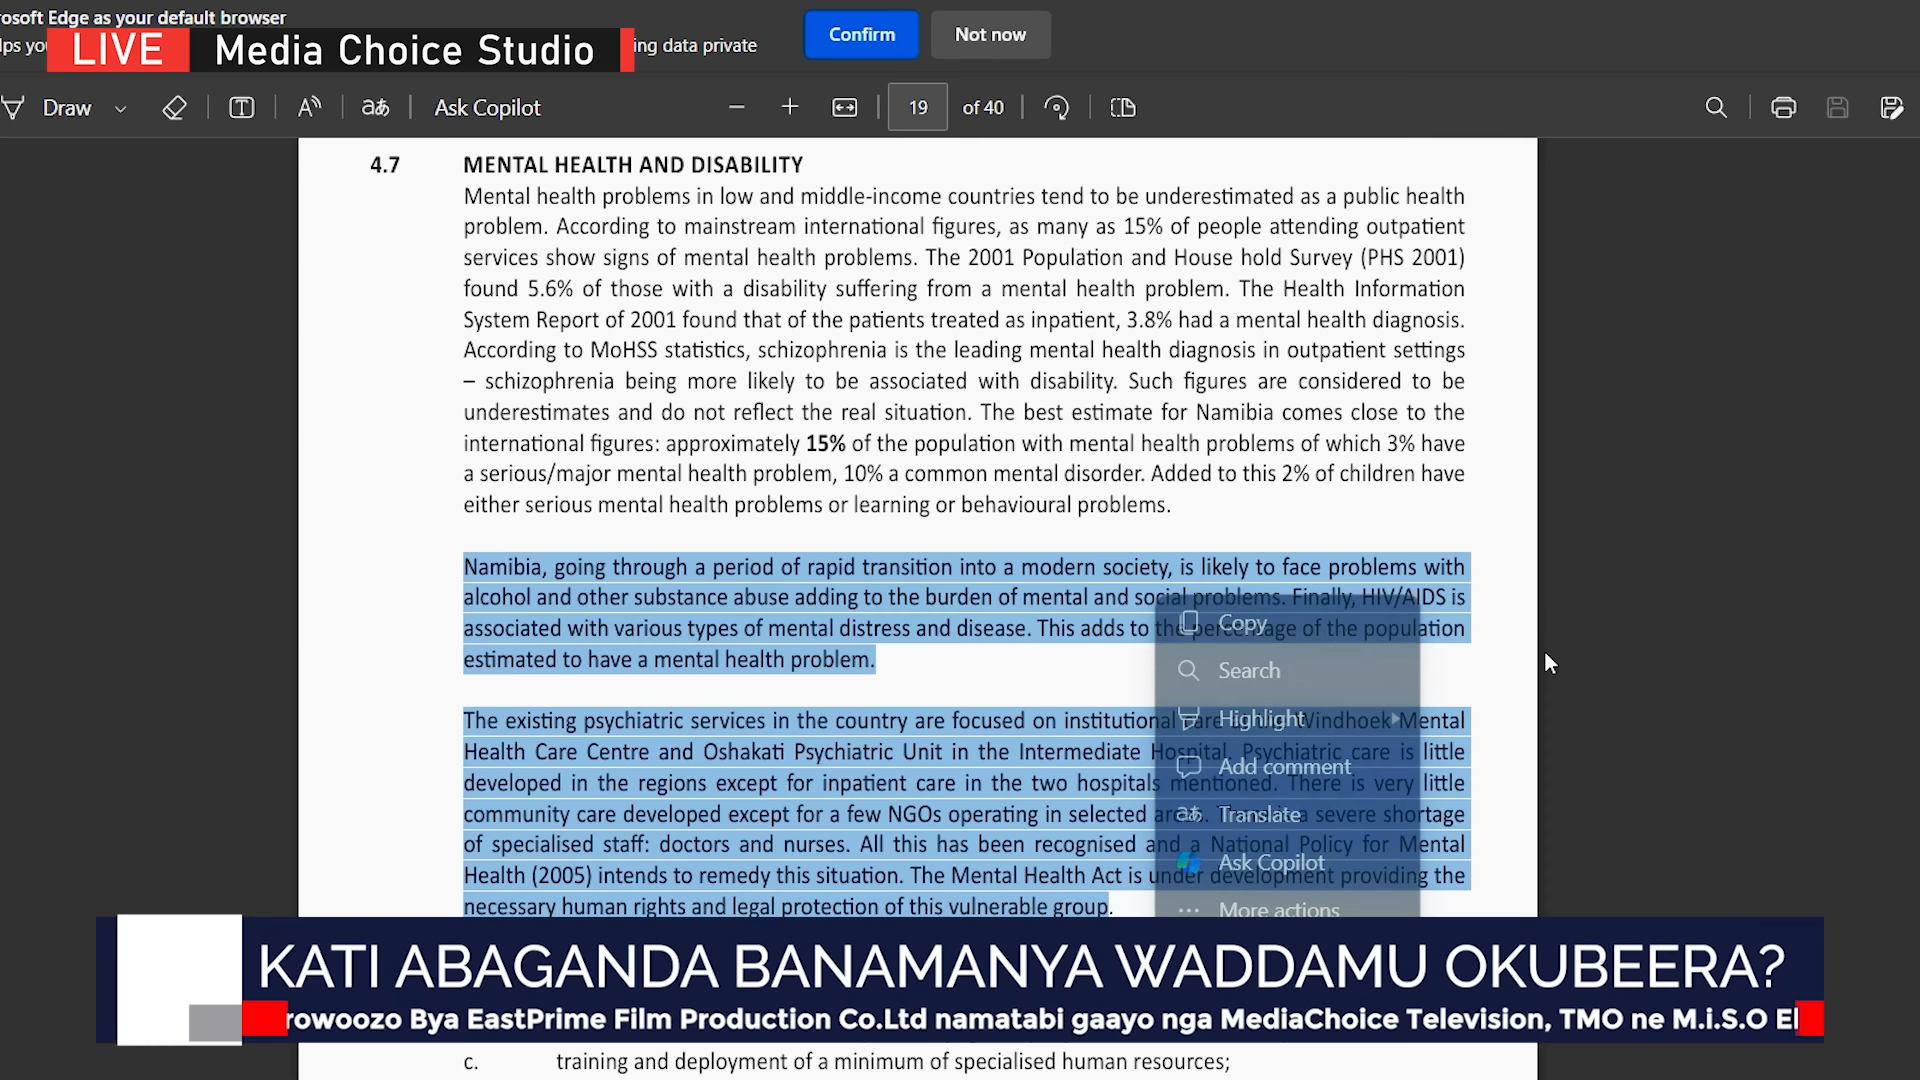 rosoft Edge as your default browser
lps yo
ing data private
Confirm
Not now
LIVE Media Choice Studio
Draw
Ask Copilot
19 of 40
4.7 MENTAL HEALTH AND DISABILITY
Mental health problems in low and middle-income countries tend to be underestimated as a public health
problem. According to mainstream international figures, as many as 15% of people attending outpatient
services show signs of mental health problems. The 2001 Population and House hold Survey (PHS 2001)
found 5.6% of those with a disability suffering from a mental health problem. The Health Information
System Report of 2001 found that of the patients treated as inpatient, 3.8% had a mental health diagnosis.
According to MoHSS statistics, schizophrenia is the leading mental health diagnosis in outpatient settings
– schizophrenia being more likely to be associated with disability. Such figures are considered to be
underestimates and do not reflect the real situation. The best estimate for Namibia comes close to the
international figures: approximately 15% of the population with mental health problems of which 3% have
a serious/major mental health problem, 10% a common mental disorder. Added to this 2% of children have
either serious mental health problems or learning or behavioural problems.
Namibia, going through a period of rapid transition into a modern society, is likely to face problems with
alcohol and other substance abuse adding to the burden of mental and social problems. Finally, HIV/AIDS is
associated with various types of mental distress and disease. This adds to the percentage of the population
estimated to have a mental health problem.
The existing psychiatric services in the country are focused on institutional care Windhoek Mental
Health Care Centre and Oshakati Psychiatric Unit in the Intermediate Hospital. Psychiatric care is little
developed in the regions except for inpatient care in the two hospitals mentioned. There is very little
community care developed except for a few NGOs operating in selected areas. a severe shortage
of specialised staff: doctors and nurses. All this has been recognised and a National Policy for Mental
Health (2005) intends to remedy this situation. The Mental Health Act is under development providing the
necessary human rights and legal protection of this vulnerable group.
Copy
Search
Highlight
Add comment
Translate
Ask Copilot
More actions
KATI ABAGANDA BANAMANYA WADDAMU OKUBEERA?
rowoozo Bya EastPrime Film Production Co.Ltd namatabi gaayo nga MediaChoice Television, TMO ne M.i.S.O El
c. training and deployment of a minimum of specialised human resources;